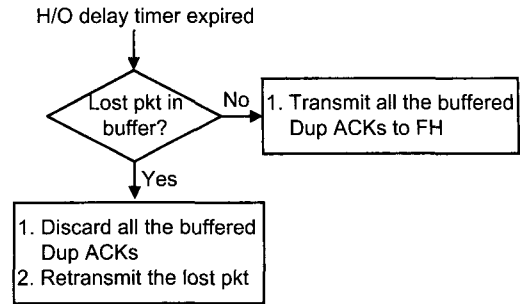 H/O delay timer expired
Lost pkt in
buffer?
No
1. Transmit all the buffered
Dup ACKs to FH
Yes
1. Discard all the buffered
Dup ACKs
2. Retransmit the lost pkt